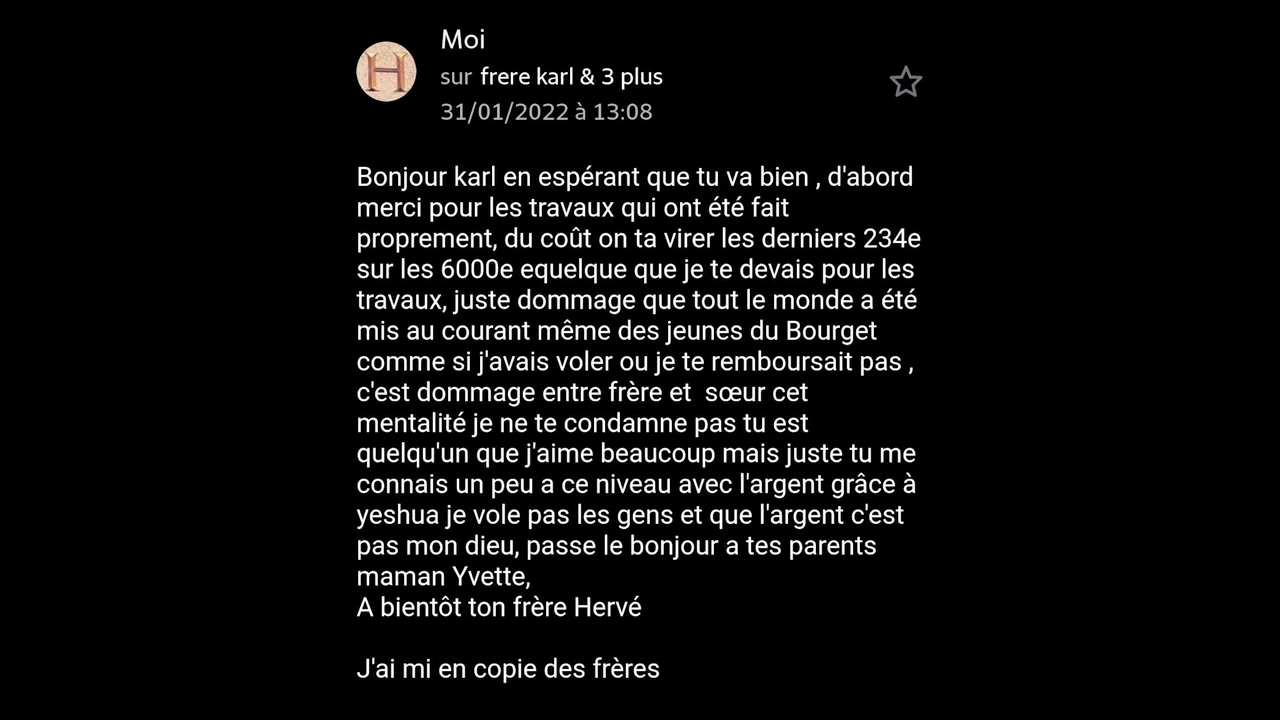 Moi
H
sur frere karl & 3 plus
31/01/2022 à 13:08
Bonjour karl en espérant que tu va bien , d'abord
merci pour les travaux qui ont été fait
proprement, du coût on ta virer les derniers 234e
sur les 6000e equelque que je te devais pour les
travaux, juste dommage que tout le monde a été
mis au courant même des jeunes du Bourget
comme si j'avais voler ou je te remboursait pas ,
c'est dommage entre frère et  sœur cet
mentalité je ne te condamne pas tu est
quelqu'un que j'aime beaucoup mais juste tu me
connais un peu a ce niveau avec l'argent grâce à
yeshua je vole pas les gens et que l'argent c'est
pas mon dieu, passe le bonjour a tes parents
maman Yvette,
A bientôt ton frère Hervé
J'ai mi en copie des frères